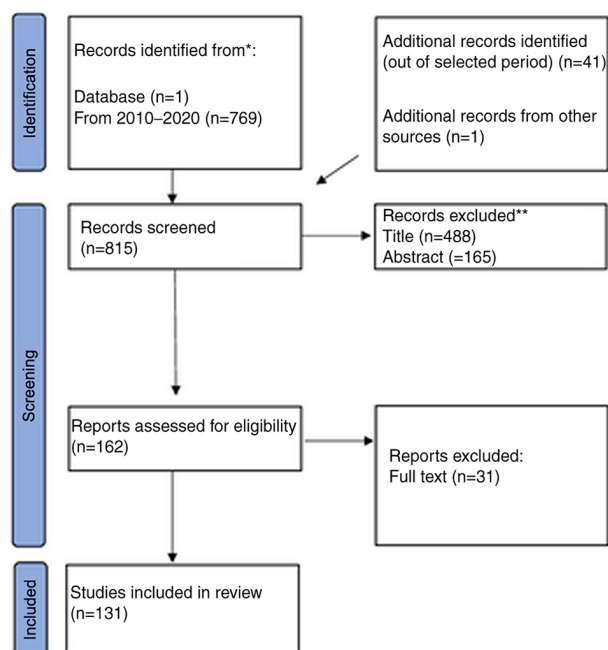 Identification
Records identified from*:
Database (n=1)
From 2010–2020 (n=769)
Additional records identified
(out of selected period) (n=41)
Additional records from other
sources (n=1)
Screening
Records screened
(n=815)
Records excluded**
Title (n=488)
Abstract (=165)
Reports assessed for eligibility
(n=162)
Reports excluded:
Full text (n=31)
Included
Studies included in review
(n=131)